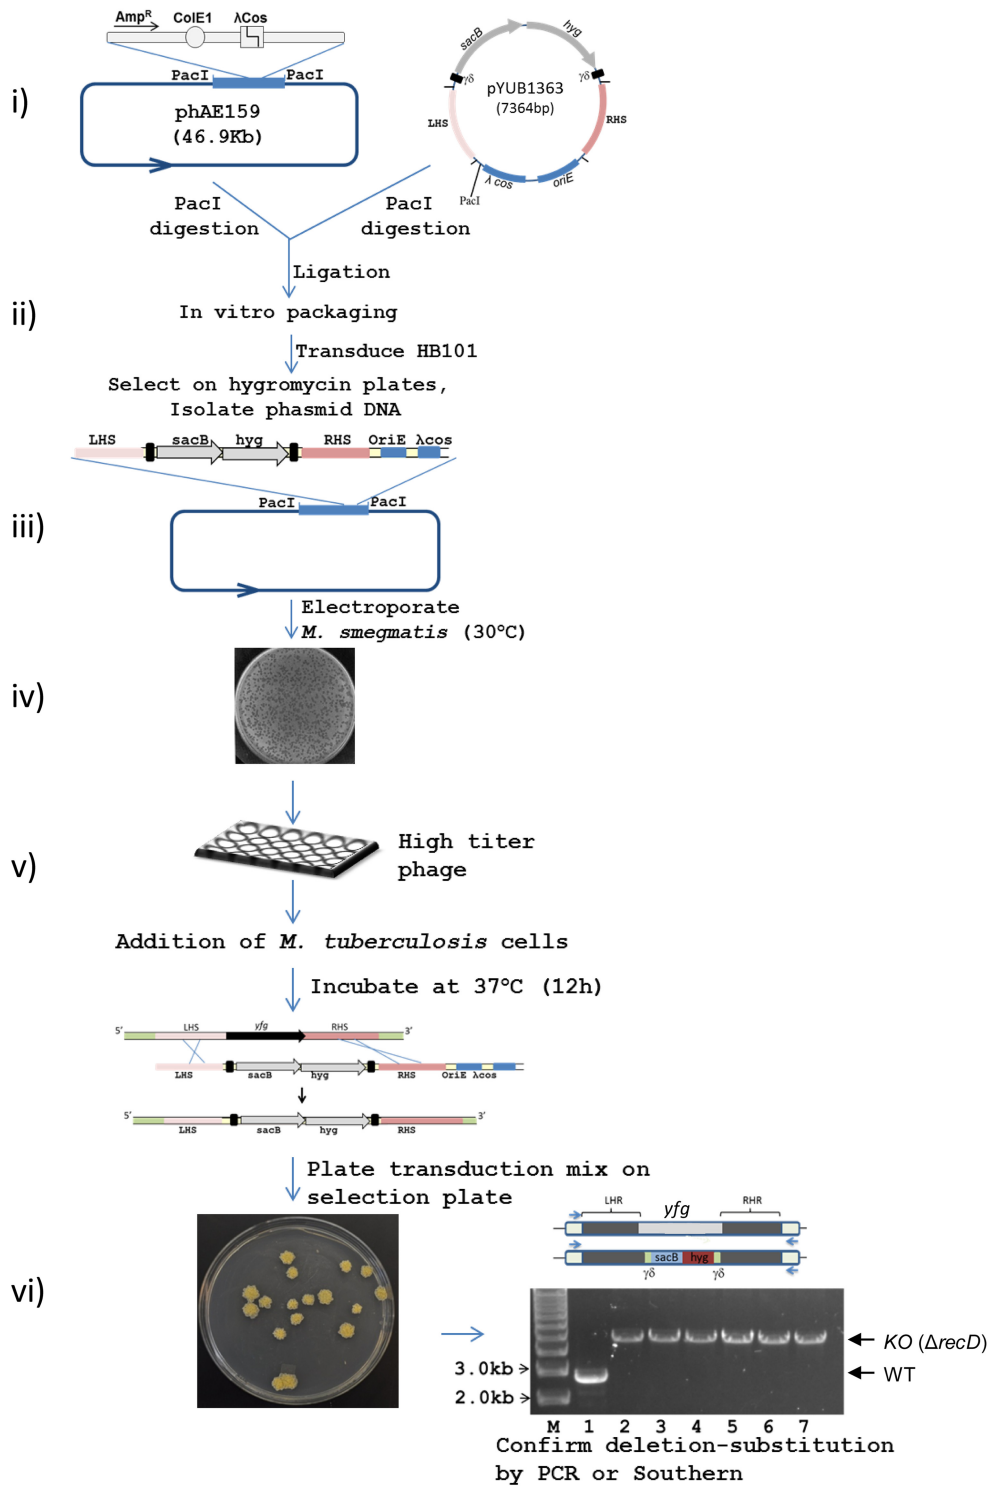 Amp^R ColE1 λCos
PacI PacI
phAE159
(46.9Kb)
i)
sacB hyg
γδ γδ
pYUB1363
(7364bp)
LHS RHS
λ cos oriE
PacI
PacI
digestion
PacI
digestion
Ligation
ii)
In vitro packaging
Transduce HB101
Select on hygromycin plates,
Isolate phasmid DNA
LHS sacB hyg RHS OriE λcos
PacI PacI
iii)
Electroporate
M. smegmatis (30°C)
iv)
v)
High titer
phage
Addition of M. tuberculosis cells
Incubate at 37°C (12h)
5' LHS yfg RHS 3'
LHS sacB hyg RHS OriE λcos
5' 3'
LHS sacB hyg RHS
Plate transduction mix on
selection plate
vi)
LHR yfg RHR
sacB hyg
γδ γδ
KO (ΔrecD)
3.0kb
WT
2.0kb
M 1 2 3 4 5 6 7
Confirm deletion-substitution
by PCR or Southern